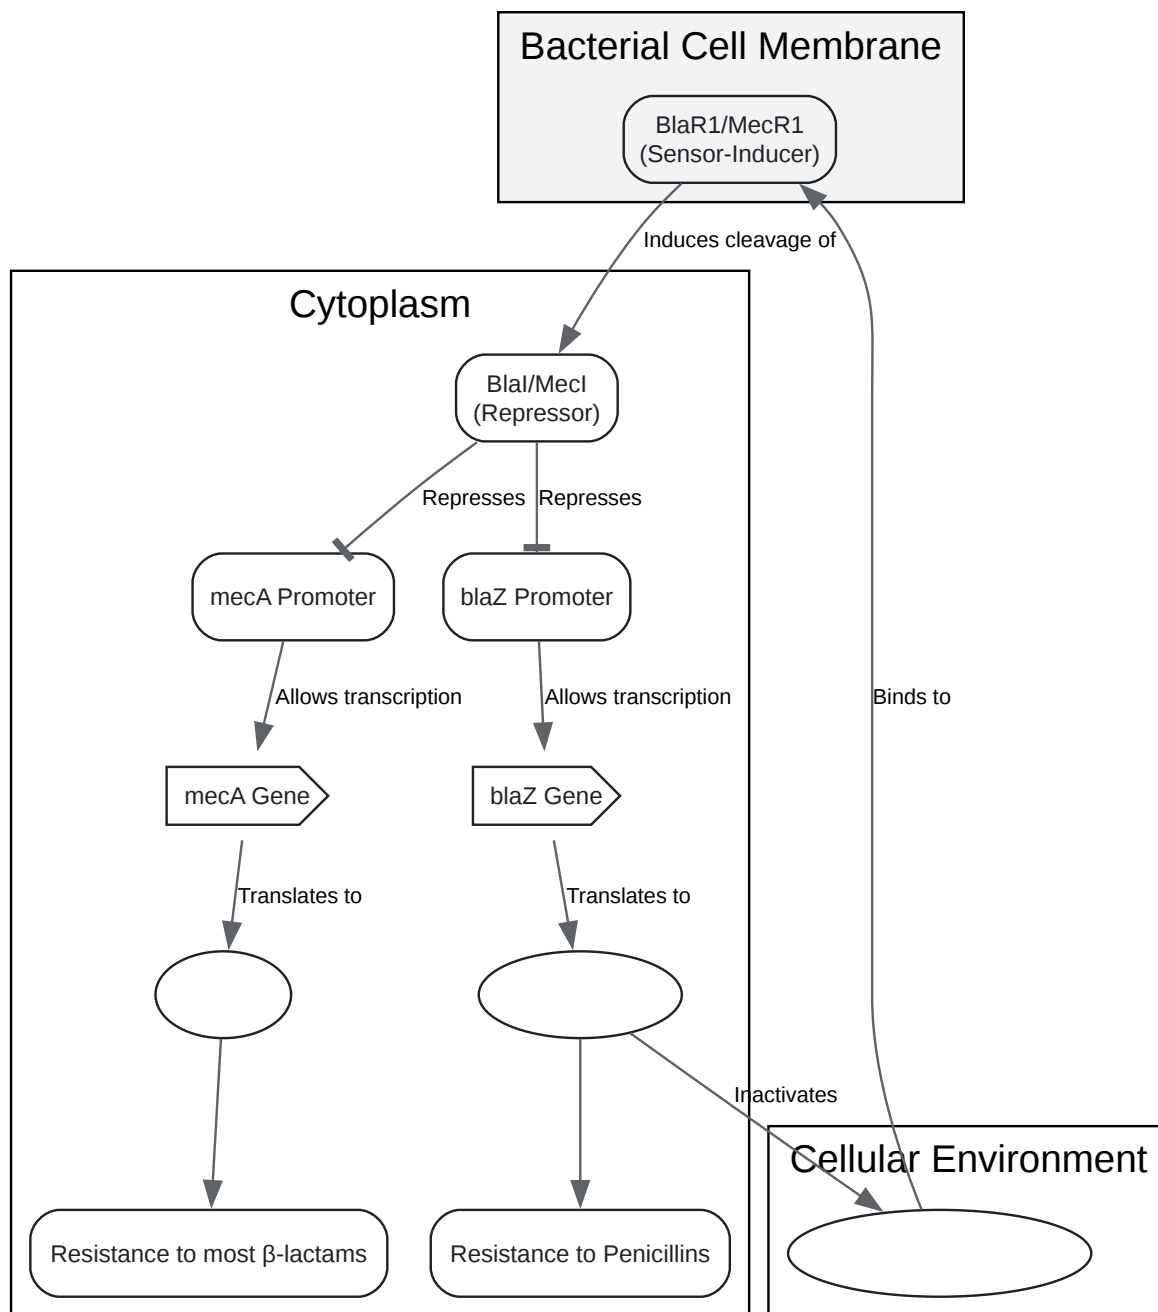 Bacterial Cell Membrane
BlaR1/MecR1
(Sensor-Inducer)
Induces cleavage of
Cytoplasm
BlaI/MecI
(Repressor)
Represses
Represses
mecA Promoter
blaZ Promoter
Allows transcription
Allows transcription
Binds to
mecA Gene
blaZ Gene
Translates to
Translates to
Inactivates
Cellular Environment
Resistance to most β-lactams
Resistance to Penicillins